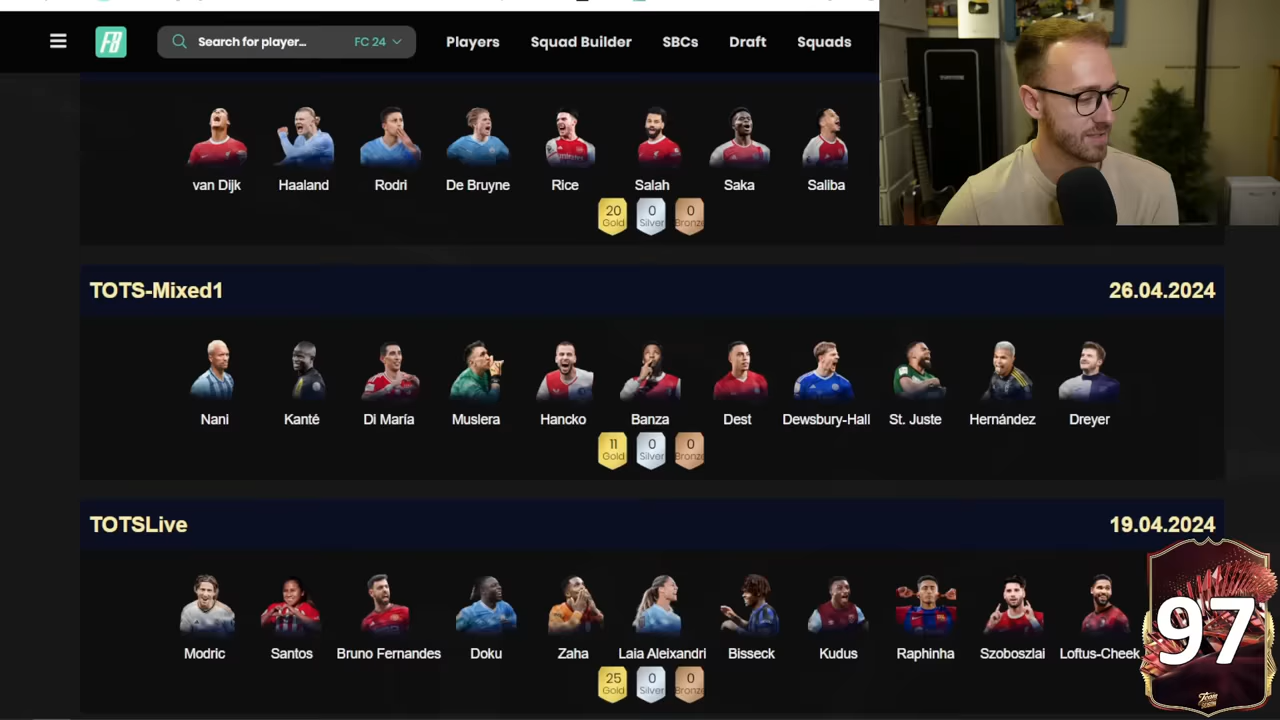 FB
Search for player...
FC 24
Players
Squad Builder
SBCs
Draft
Squads
van Dijk
Haaland
Rodri
De Bruyne
Rice
Salah
Saka
Saliba
20 Gold
0 Silver
0 Bronze
TOTS-Mixed1
26.04.2024
Nani
Kanté
Di María
Muslera
Hancko
Banza
Dest
Dewsbury-Hall
St. Juste
Hernández
Dreyer
11 Gold
0 Silver
0 Bronze
TOTSLive
19.04.2024
Modric
Santos
Bruno Fernandes
Doku
Zaha
Laia Aleixandri
Bisseck
Kudus
Raphinha
Szoboszlai
Loftus-Cheek
25 Gold
0 Silver
0 Bronze
97